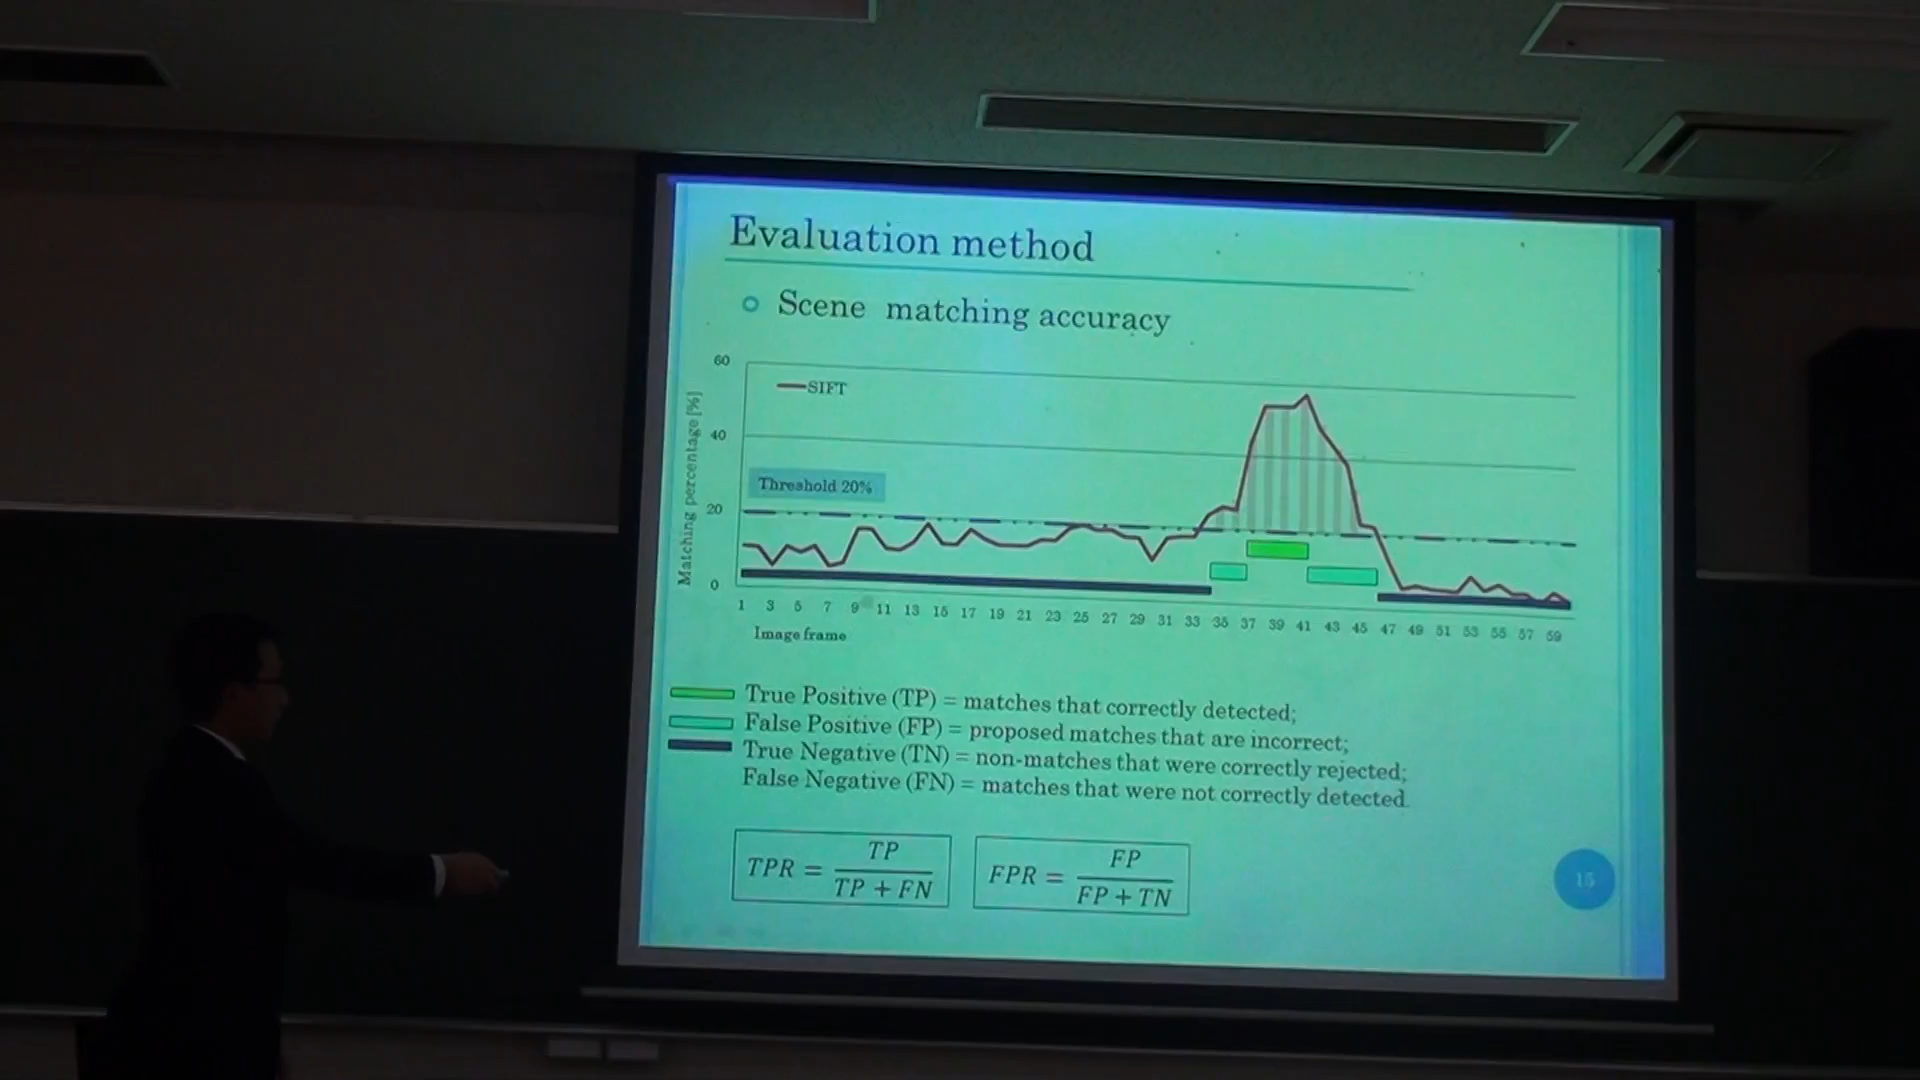 Evaluation method
Scene matching accuracy
60
SIFT
Matching percentage [%]
40
Threshold 20%
20
0
1 3 5 7 9 11 13 15 17 19 21 23 25 27 29 31 33 35 37 39 41 43 45 47 49 51 53 55 57 59
Image frame
True Positive (TP) = matches that correctly detected;
False Positive (FP) = proposed matches that are incorrect;
True Negative (TN) = non-matches that were correctly rejected;
False Negative (FN) = matches that were not correctly detected.
TPR = TP / TP + FN
FPR = FP / FP + TN
15